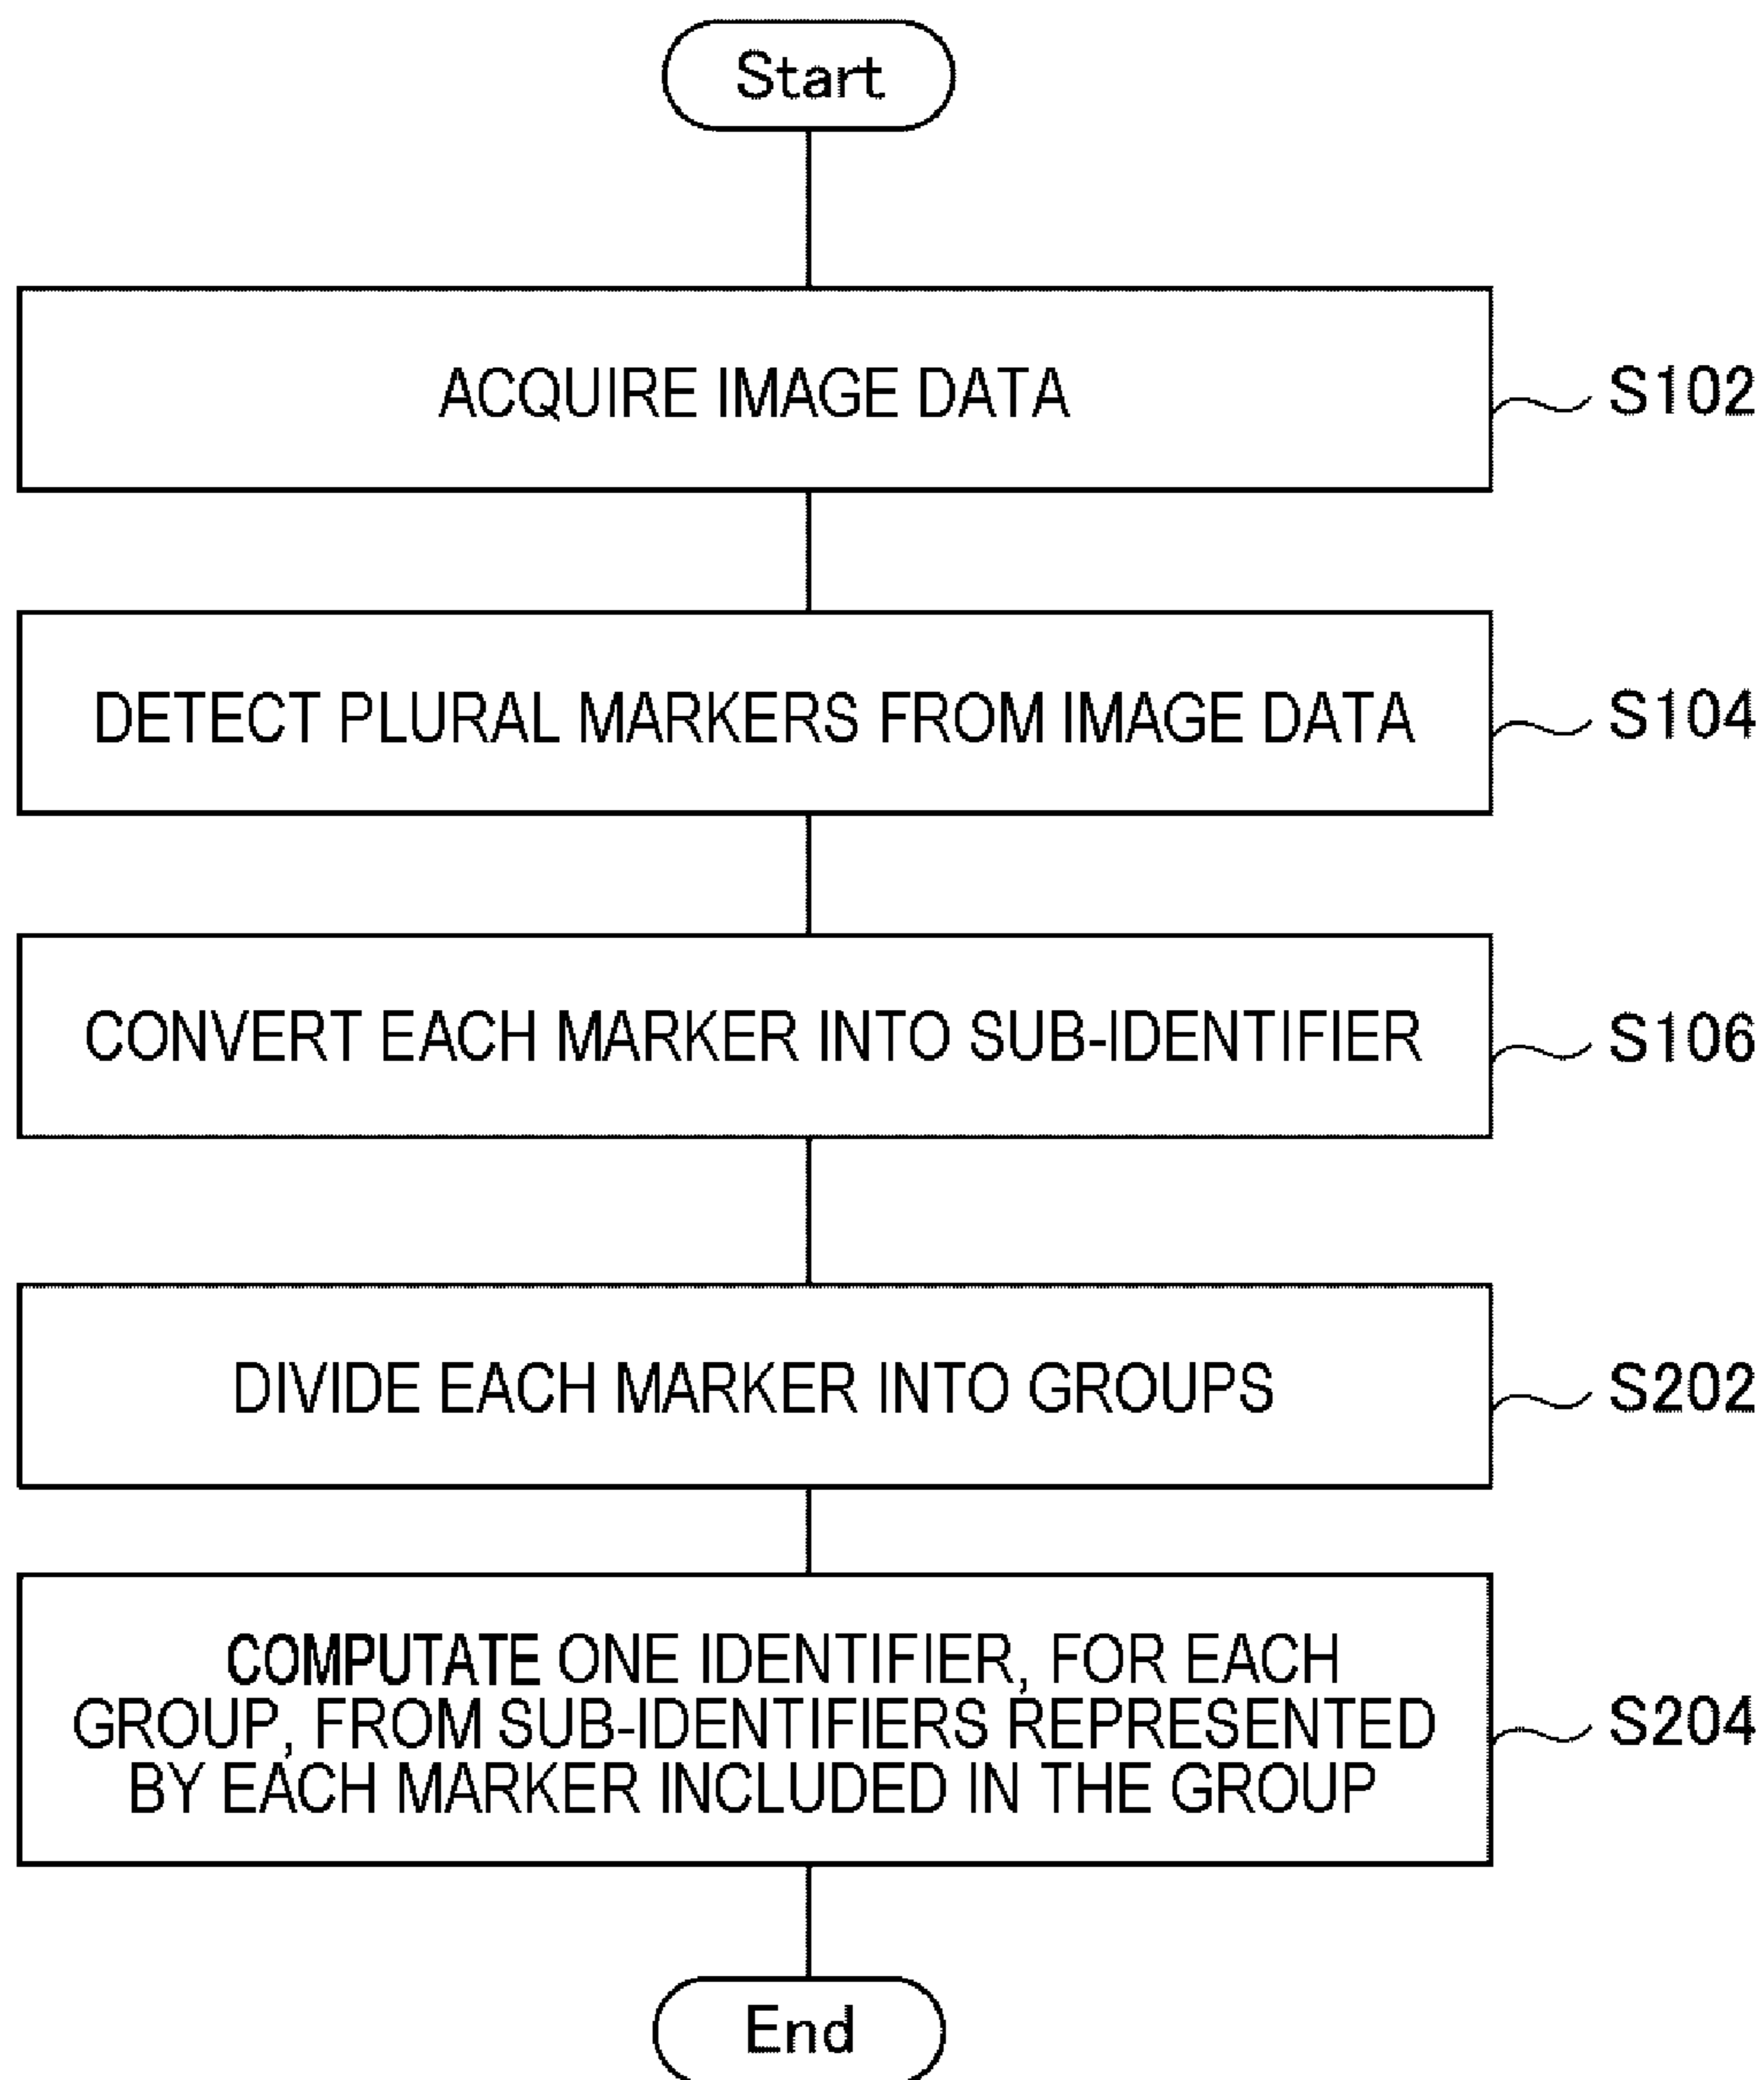 Start
ACQUIRE IMAGE DATA
S102
DETECT PLURAL MARKERS FROM IMAGE DATA
S104
CONVERT EACH MARKER INTO SUB-IDENTIFIER
S106
DIVIDE EACH MARKER INTO GROUPS
S202
COMPUTATE ONE IDENTIFIER, FOR EACH
GROUP, FROM SUB-IDENTIFIERS REPRESENTED
BY EACH MARKER INCLUDED IN THE GROUP
S204
End